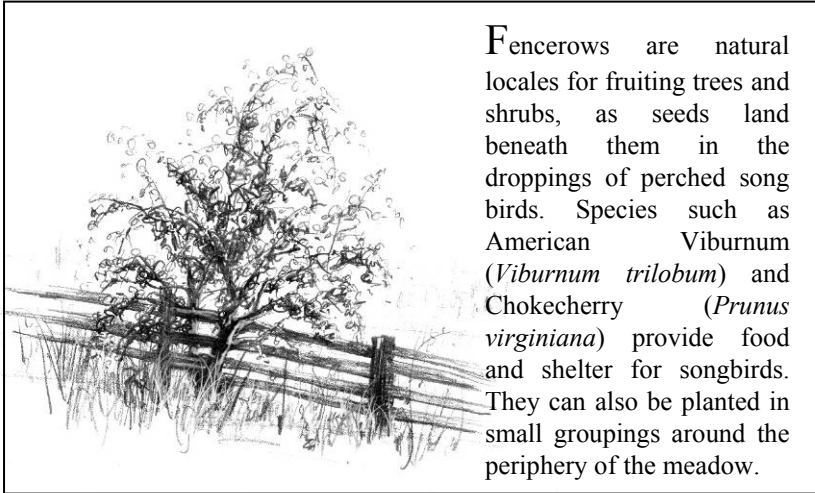 Fencerows are natural
locales for fruiting trees and
shrubs, as seeds land
beneath them in the
droppings of perched song
birds. Species such as
American Viburnum
(Viburnum trilobum) and
Chokecherry (Prunus
virginiana) provide food
and shelter for songbirds.
They can also be planted in
small groupings around the
periphery of the meadow.